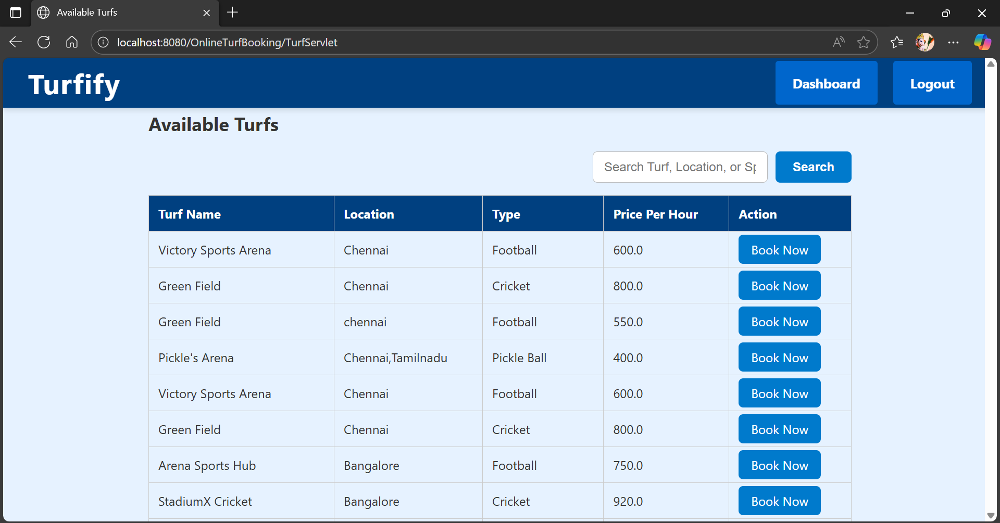 Available Turfs
localhost:8080/OnlineTurfBooking/TurfServlet
Turfify Dashboard Logout
Available Turfs
Search Turf, Location, or Sp Search
Turf Name Location Type Price Per Hour Action
Victory Sports Arena Chennai Football 600.0 Book Now
Green Field Chennai Cricket 800.0 Book Now
Green Field chennai Football 550.0 Book Now
Pickle's Arena Chennai,Tamilnadu Pickle Ball 400.0 Book Now
Victory Sports Arena Chennai Football 600.0 Book Now
Green Field Chennai Cricket 800.0 Book Now
Arena Sports Hub Bangalore Football 750.0 Book Now
StadiumX Cricket Bangalore Cricket 920.0 Book Now